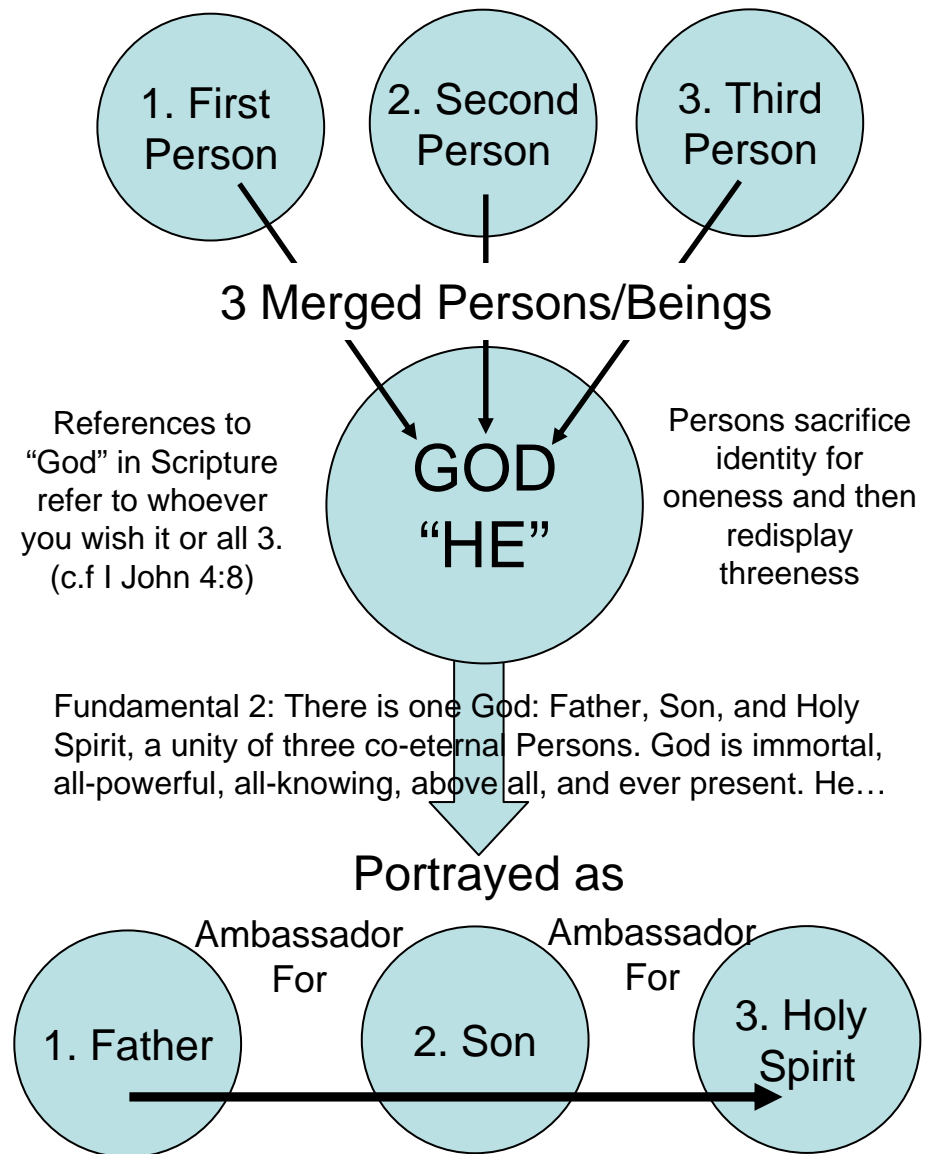 1. First
Person
2. Second
Person
3. Third
Person
3 Merged Persons/Beings
References to
“God” in Scripture
refer to whoever
you wish it or all 3.
(c.f I John 4:8)
GOD
“HE”
Persons sacrifice
identity for
oneness and then
redisplay
threeness
Fundamental 2: There is one God: Father, Son, and Holy
Spirit, a unity of three co-eternal Persons. God is immortal,
all-powerful, all-knowing, above all, and ever present. He…
Portrayed as
Ambassador
For
Ambassador
For
1. Father
2. Son
3. Holy
Spirit